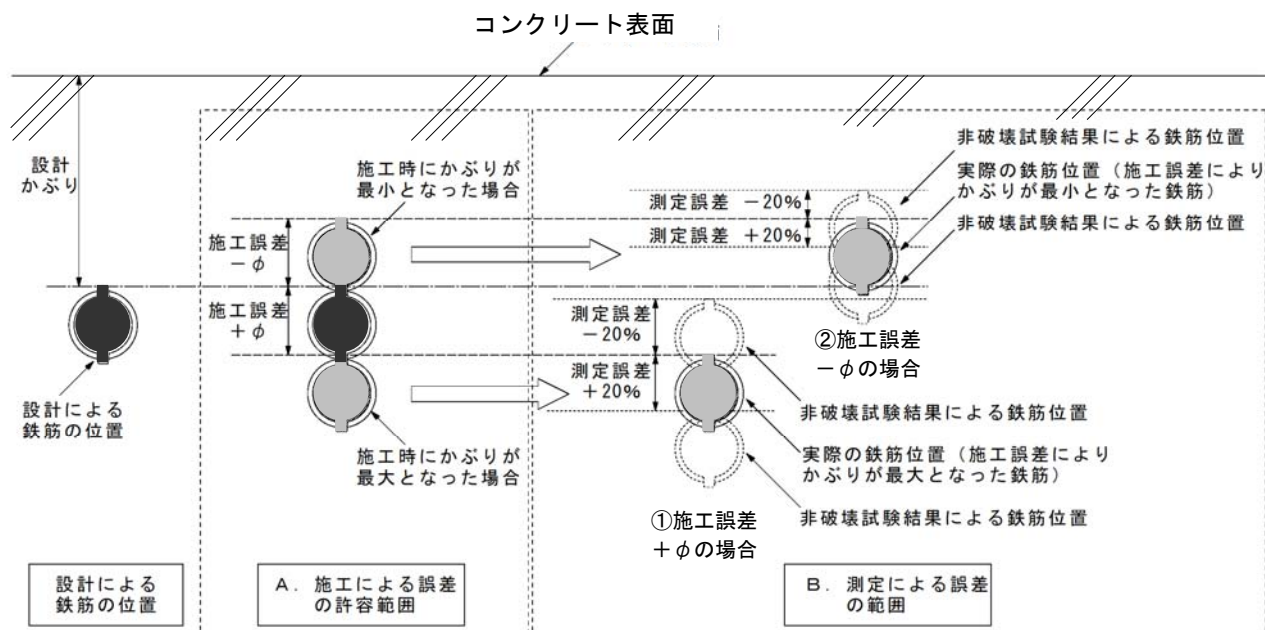 コンクリート表面
設計
かぶり
施工時にかぶりが
最小となった場合
施工誤差
－φ
施工誤差
＋φ
設計による
鉄筋の位置
施工時にかぶりが
最大となった場合
測定誤差 －20%
測定誤差 ＋20%
非破壊試験結果による鉄筋位置
実際の鉄筋位置（施工誤差により
かぶりが最小となった鉄筋）
非破壊試験結果による鉄筋位置
測定誤差
－20%
測定誤差
＋20%
②施工誤差
－φの場合
非破壊試験結果による鉄筋位置
実際の鉄筋位置（施工誤差により
かぶりが最大となった鉄筋）
非破壊試験結果による鉄筋位置
①施工誤差
＋φの場合
設計による
鉄筋の位置
A．施工による誤差
の許容範囲
B．測定による誤差
の範囲